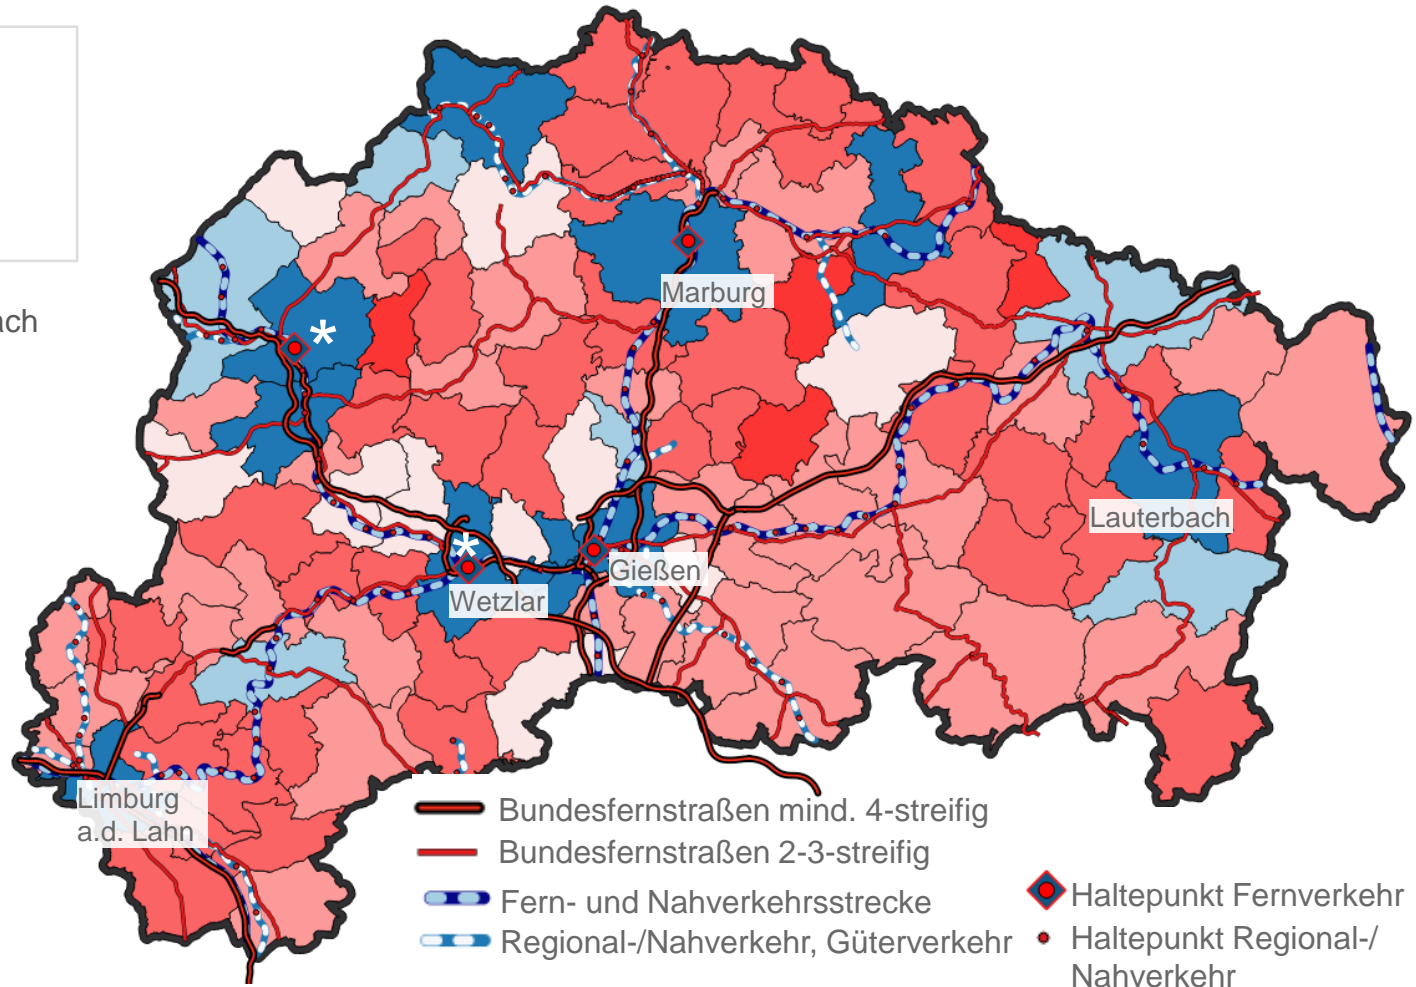 ach
*
Marburg
Lauterbach
*
Gießen
Wetzlar
Limburg
a.d. Lahn
Bundesfernstraßen mind. 4-streifig
Bundesfernstraßen 2-3-streifig
Fern- und Nahverkehrsstrecke
Regional-/Nahverkehr, Güterverkehr
Haltepunkt Fernverkehr
Haltepunkt Regional-/
Nahverkehr